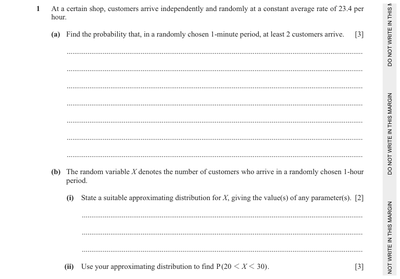 1 At a certain shop, customers arrive independently and randomly at a constant average rate of 23.4 per
hour.
(a) Find the probability that, in a randomly chosen 1-minute period, at least 2 customers arrive. [3]
(b) The random variable X denotes the number of customers who arrive in a randomly chosen 1-hour
period.
(i) State a suitable approximating distribution for X, giving the value(s) of any parameter(s). [2]
(ii) Use your approximating distribution to find P(20 < X < 30). [3]
DO NOT WRITE IN THIS
DO NOT WRITE IN THIS MARGIN
NOT WRITE IN THIS MARGIN